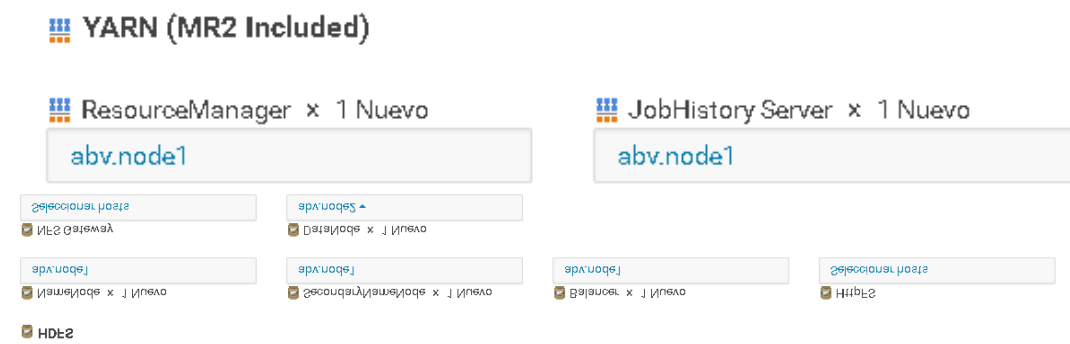 YARN (MR2 Included)
ResourceManager × 1 Nuevo
JobHistory Server × 1 Nuevo
abv.node1
abv.node1
HDFS
NameNode × 1 Nuevo
SecondaryNameNode × 1 Nuevo
Balancer × 1 Nuevo
HttpFS
abv.node1
abv.node1
abv.node1
Seleccionar hosts
NFS Gateway
DataNode × 1 Nuevo
Seleccionar hosts
abv.node2